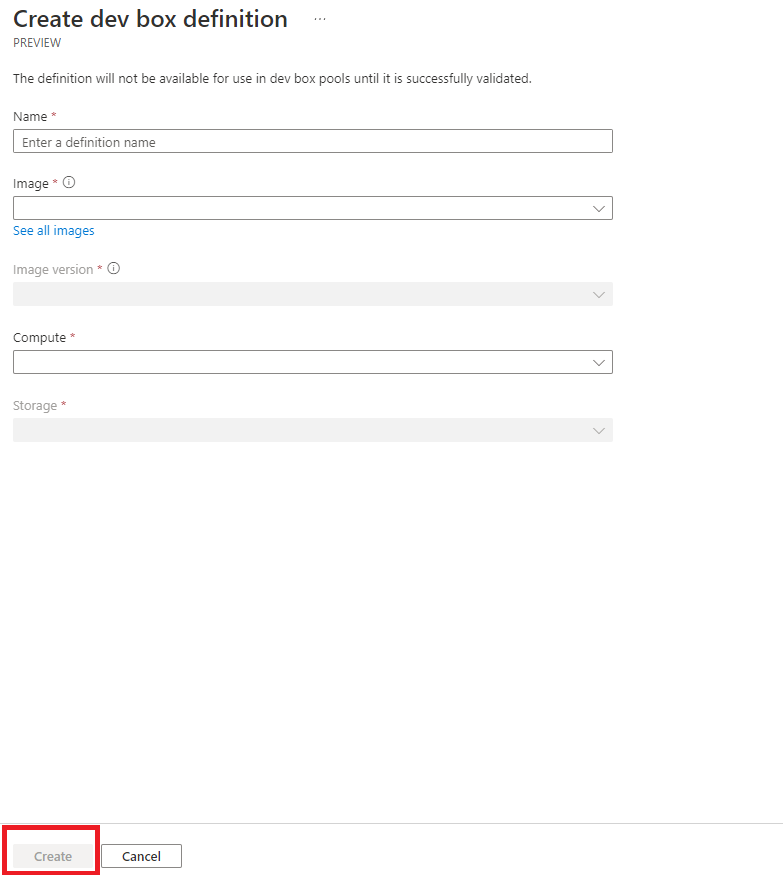 Create dev box definition ...
PREVIEW
The definition will not be available for use in dev box pools until it is successfully validated.
Name *
Enter a definition name
Image *
See all images
Image version *
Compute *
Storage *
Create Cancel